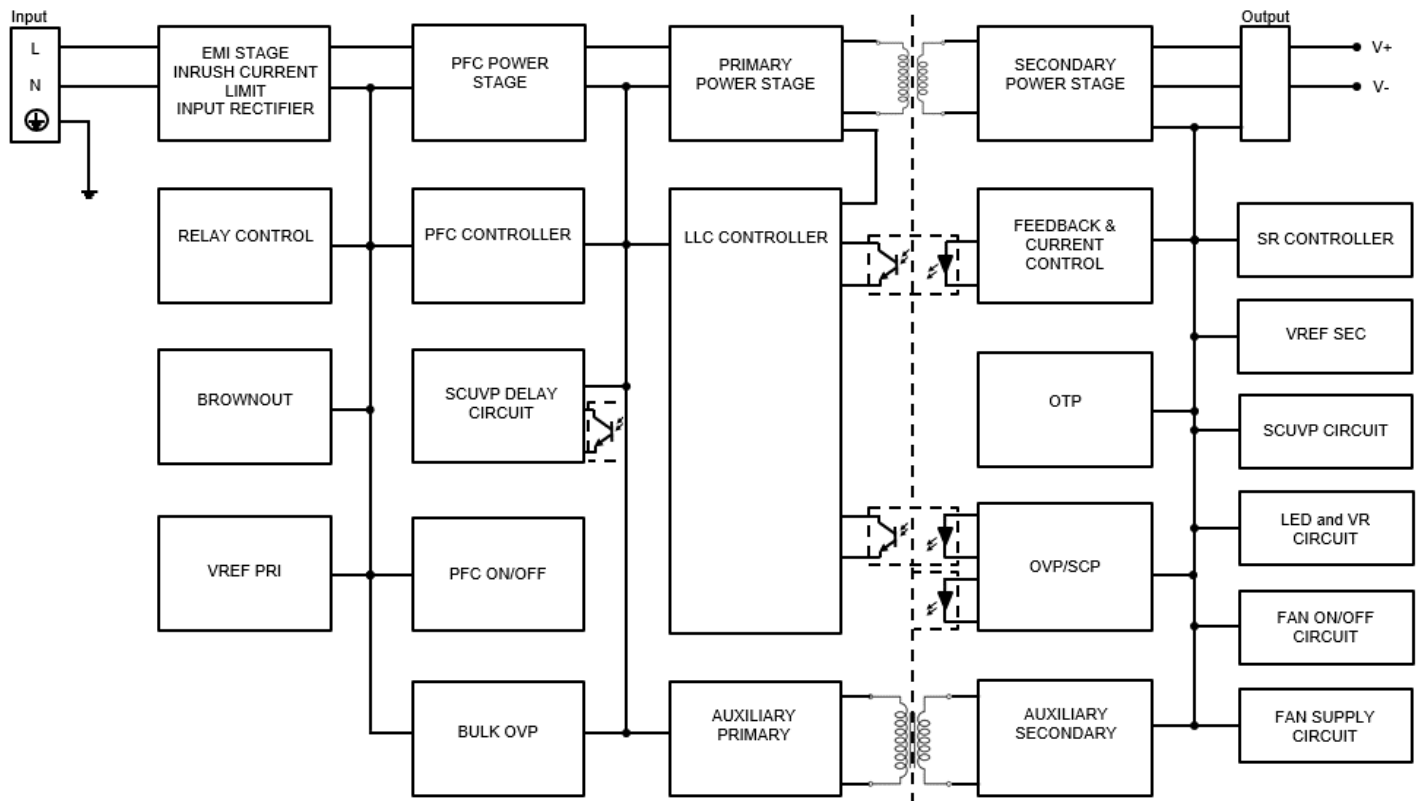 Input
L
N
EMI STAGE
INRUSH CURRENT
LIMIT
INPUT RECTIFIER
PFC POWER
STAGE
PRIMARY
POWER STAGE
SECONDARY
POWER STAGE
Output
V+
V-
RELAY CONTROL
PFC CONTROLLER
LLC CONTROLLER
FEEDBACK &
CURRENT
CONTROL
SR CONTROLLER
VREF SEC
BROWNOUT
SCUVP DELAY
CIRCUIT
OTP
SCUVP CIRCUIT
LED and VR
CIRCUIT
VREF PRI
PFC ON/OFF
OVP/SCP
FAN ON/OFF
CIRCUIT
BULK OVP
AUXILIARY
PRIMARY
AUXILIARY
SECONDARY
FAN SUPPLY
CIRCUIT